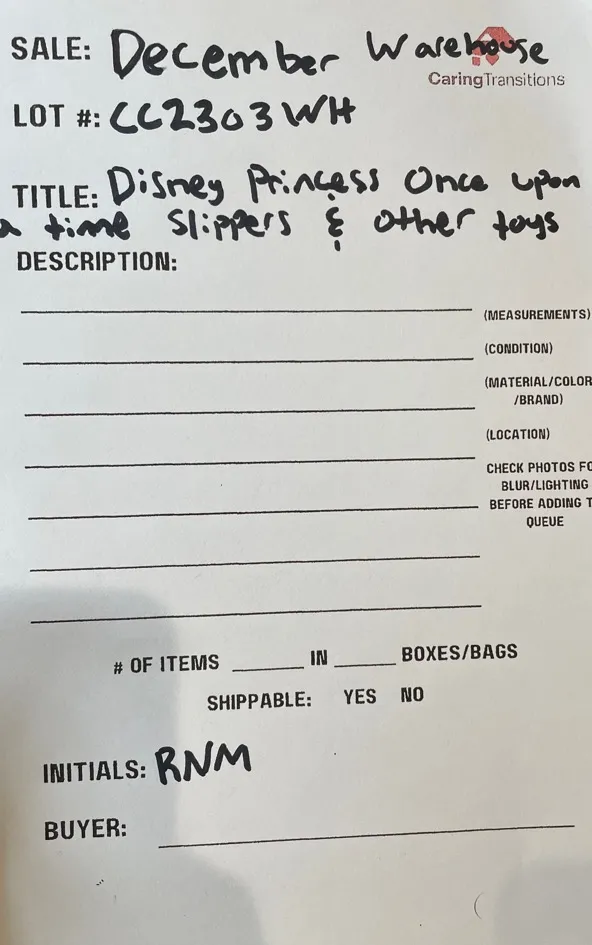 SALE: December Warehouse
CaringTransitions
LOT #: CC2303WH
TITLE: Disney Princess Once upon
a time slippers & other toys
DESCRIPTION:
(MEASUREMENTS)
(CONDITION)
(MATERIAL/COLOR
/BRAND)
(LOCATION)
CHECK PHOTOS FO
BLUR/LIGHTING
BEFORE ADDING T
QUEUE
# OF ITEMS ______ IN _____ BOXES/BAGS
SHIPPABLE: YES NO
INITIALS: RNM
BUYER: